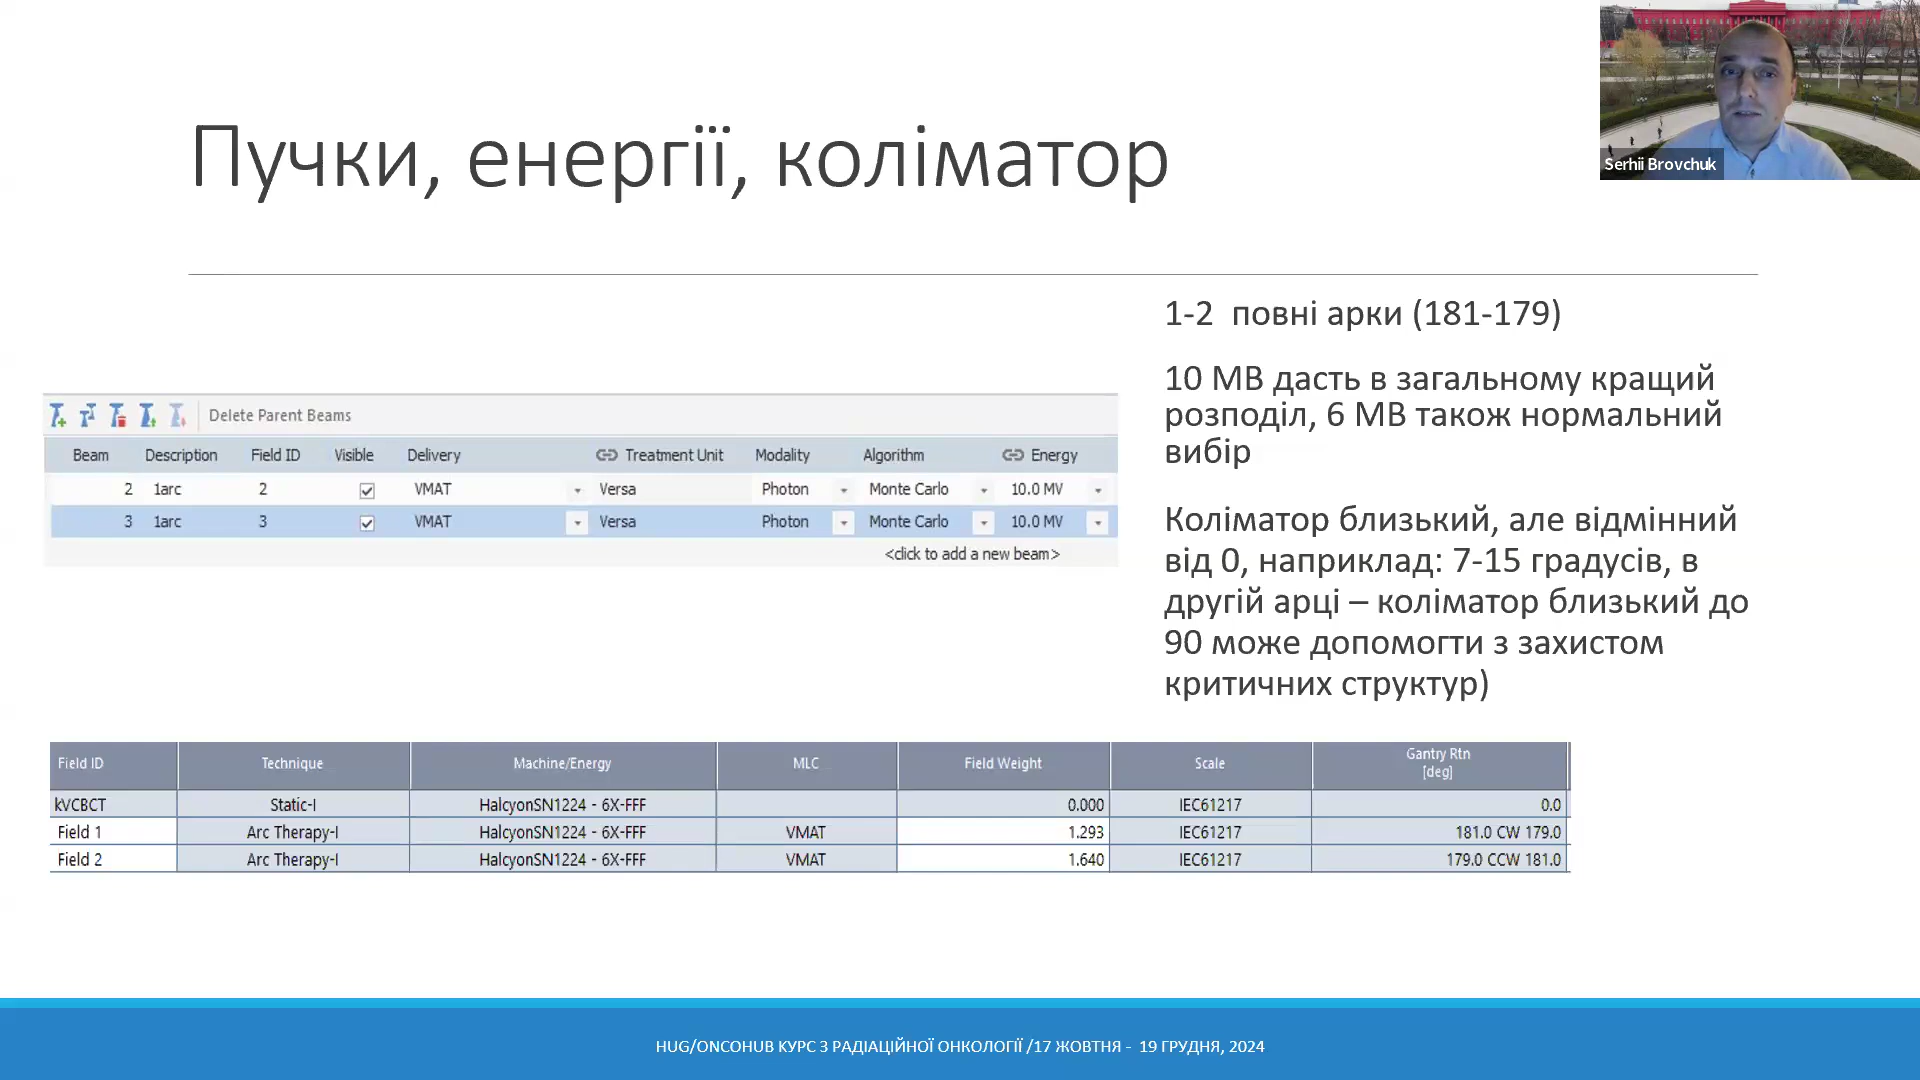 Serhii Brovchuk
Пучки, енергії, коліматор
1-2 повні арки (181-179)
10 МВ дасть в загальному кращий
розподіл, 6 МВ також нормальний
вибір
Коліматор близький, але відмінний
від 0, наприклад: 7-15 градусів, в
другій арці – коліматор близький до
90 може допомогти з захистом
критичних структур)
Delete Parent Beams
Beam Description Field ID Visible Delivery Treatment Unit Modality Algorithm Energy
2 1arc 2 VMAT Versa Photon Monte Carlo 10.0 MV
3 1arc 3 VMAT Versa Photon Monte Carlo 10.0 MV
<click to add a new beam>
Field ID Technique Machine/Energy MLC Field Weight Scale Gantry Rtn
[deg]
kVCBCT Static-I HalcyonSN1224 - 6X-FFF 0.000 IEC61217 0.0
Field 1 Arc Therapy-I HalcyonSN1224 - 6X-FFF VMAT 1.293 IEC61217 181.0 CW 179.0
Field 2 Arc Therapy-I HalcyonSN1224 - 6X-FFF VMAT 1.640 IEC61217 179.0 CCW 181.0
HUG/ONCOHUB КУРС З РАДІАЦІЙНОЇ ОНКОЛОГІЇ /17 ЖОВТНЯ - 19 ГРУДНЯ, 2024